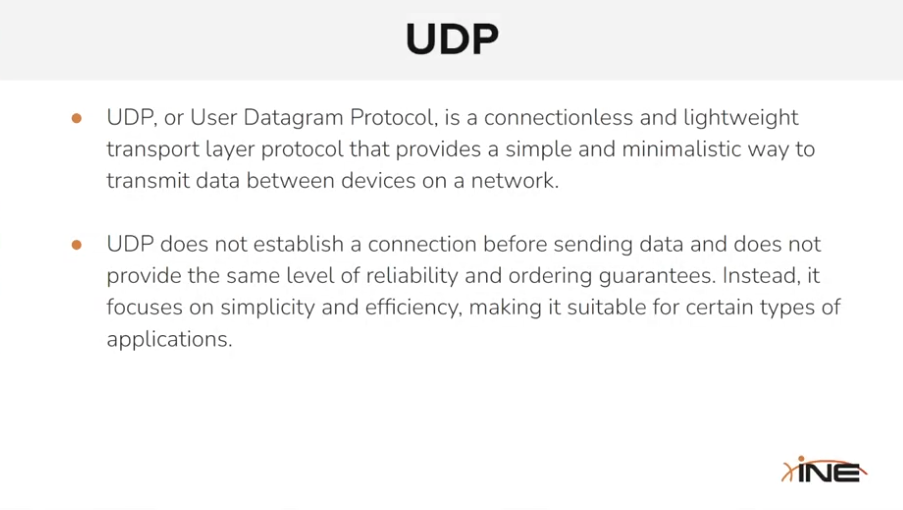 UDP
● UDP, or User Datagram Protocol, is a connectionless and lightweight
transport layer protocol that provides a simple and minimalistic way to
transmit data between devices on a network.
● UDP does not establish a connection before sending data and does not
provide the same level of reliability and ordering guarantees. Instead, it
focuses on simplicity and efficiency, making it suitable for certain types of
applications.
INE